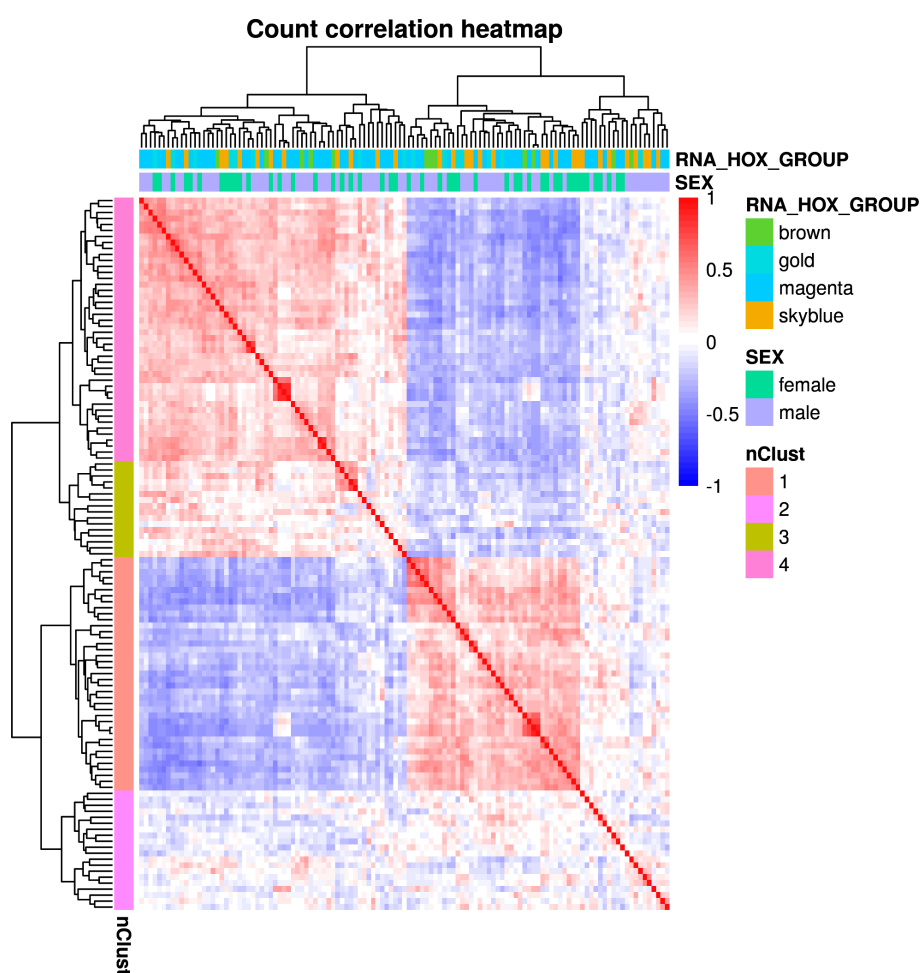 Count correlation heatmap
RNA_HOX_GROUP
SEX
1
0.5
0
-0.5
-1
RNA_HOX_GROUP
brown
gold
magenta
skyblue
SEX
female
male
nClust
1
2
3
4
nClust